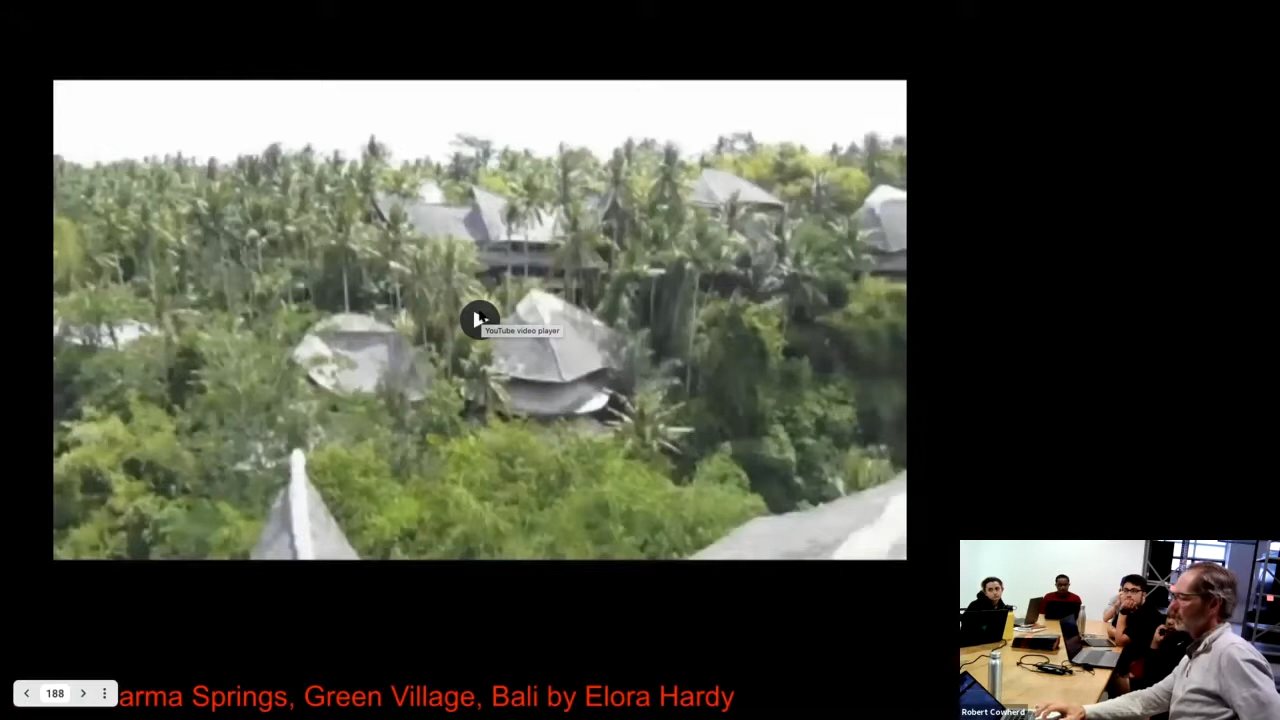 YouTube video player
188
arma Springs, Green Village, Bali by Elora Hardy
Robert Cowherd